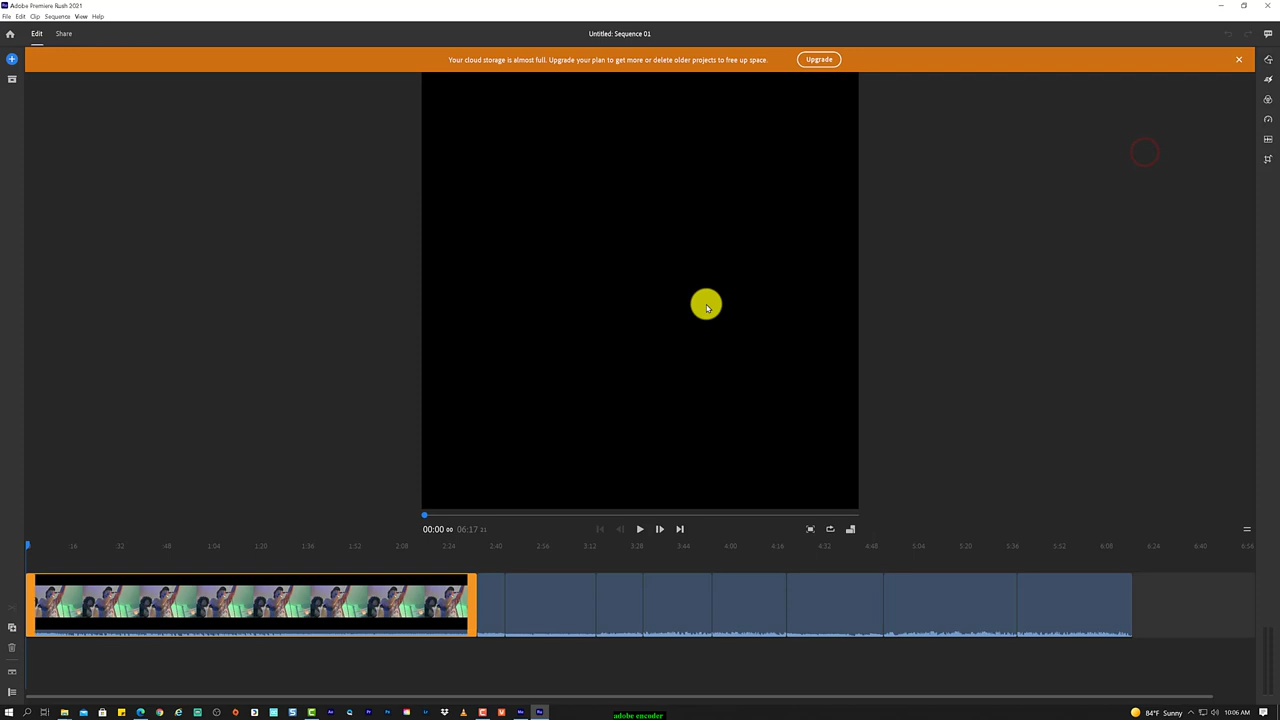 Adobe Premiere Rush 2021
File Edit Clip Sequence View Help
Edit Share Untitled: Sequence 01
Your cloud storage is almost full. Upgrade your plan to get more or delete older projects to free up space. Upgrade
00:00 00 06:17 21
:16 :32 :48 1:04 1:20 1:36 1:52 2:08 2:24 2:40 2:56 3:12 3:28 3:44 4:00 4:16 4:32 4:48 5:04 5:20 5:36 5:52 6:08 6:24 6:40 6:56
adobe encoder
84°F Sunny 10:06 AM